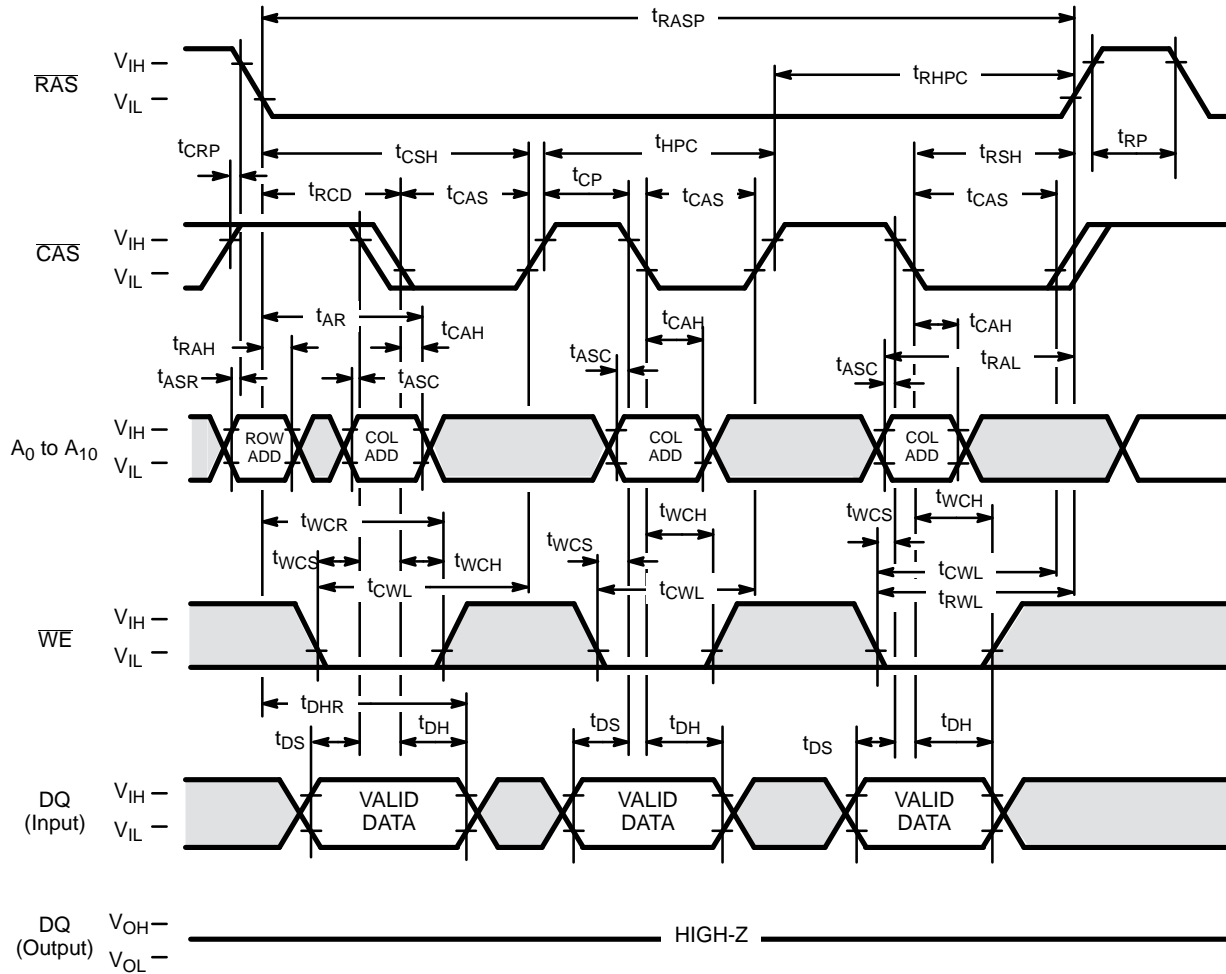 tRASP
RAS VIH
VIL
tRHPC
tCRP tCSH tHPC tRSH tRP
tRCD tCAS tCP tCAS tCAS
CAS VIH
VIL
tAR tCAH tCAH tCAH
tRAH tASC tRAL
tASR tASC tASC
A0 to A10 VIH
VIL
ROW ADD
COL ADD
COL ADD
COL ADD
tWCR tWCH tWCH
tWCS tWCH tWCS tWCS
tCWL tCWL tCWL
tRWL
WE VIH
VIL
tDHR
tDS tDH tDS tDH tDS tDH
DQ (Input) VIH
VIL
VALID DATA
VALID DATA
VALID DATA
DQ (Output) VOH
VOL
HIGH-Z